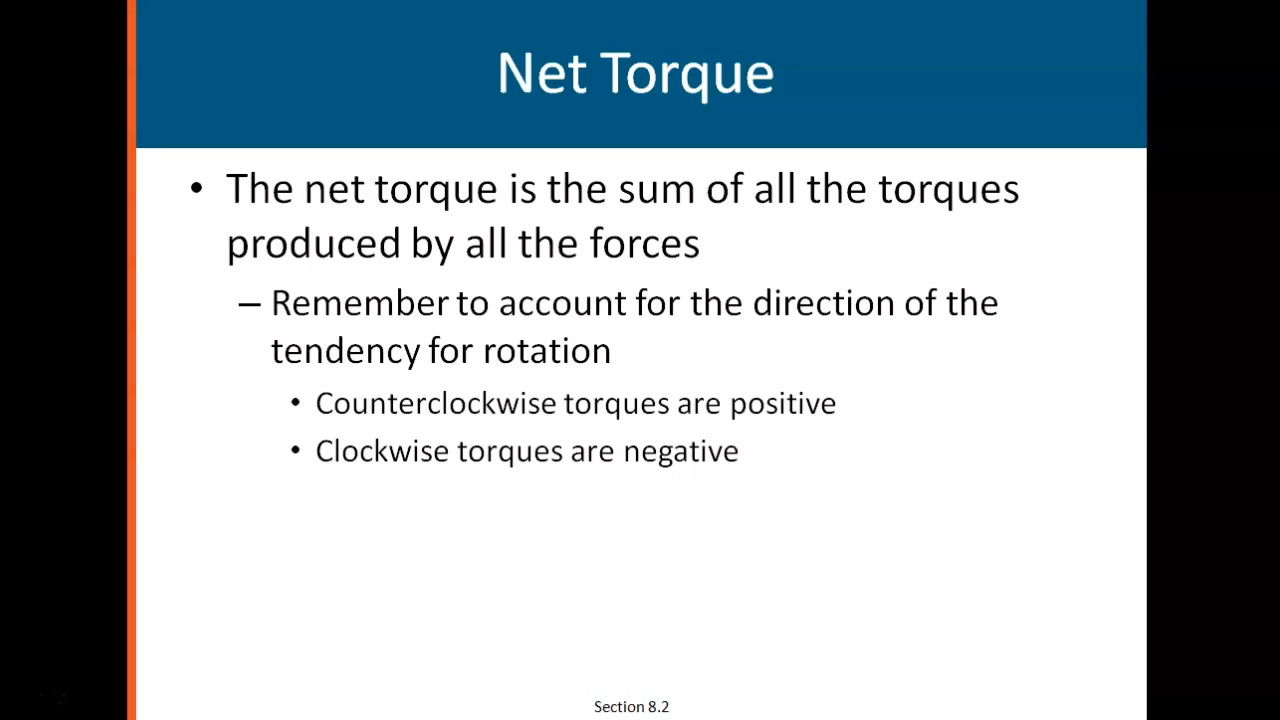 Net Torque
• The net torque is the sum of all the torques
produced by all the forces
– Remember to account for the direction of the
tendency for rotation
• Counterclockwise torques are positive
• Clockwise torques are negative
Section 8.2